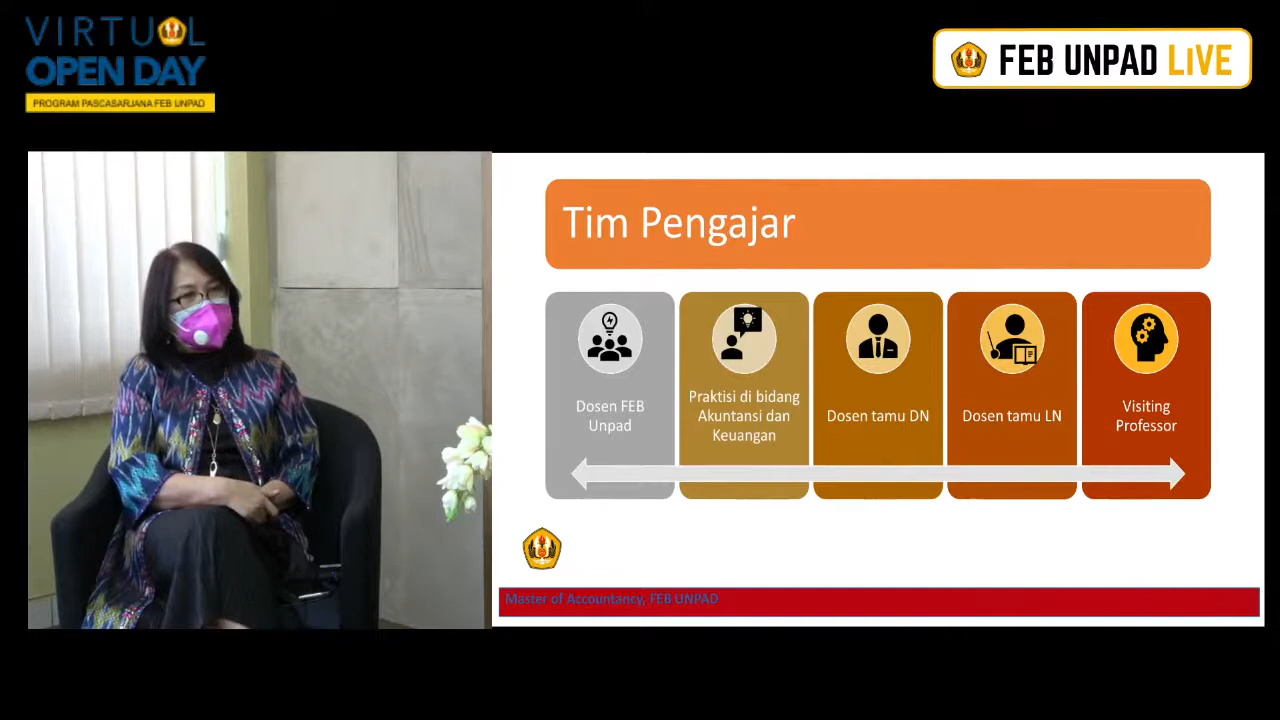 VIRTUAL
OPEN DAY
PROGRAM PASCASARJANA FEB UNPAD
FEB UNPAD LIVE
Tim Pengajar
Dosen FEB
Unpad
Praktisi di bidang
Akuntansi dan
Keuangan
Dosen tamu DN
Dosen tamu LN
Visiting
Professor
Master of Accountancy, FEB UNPAD